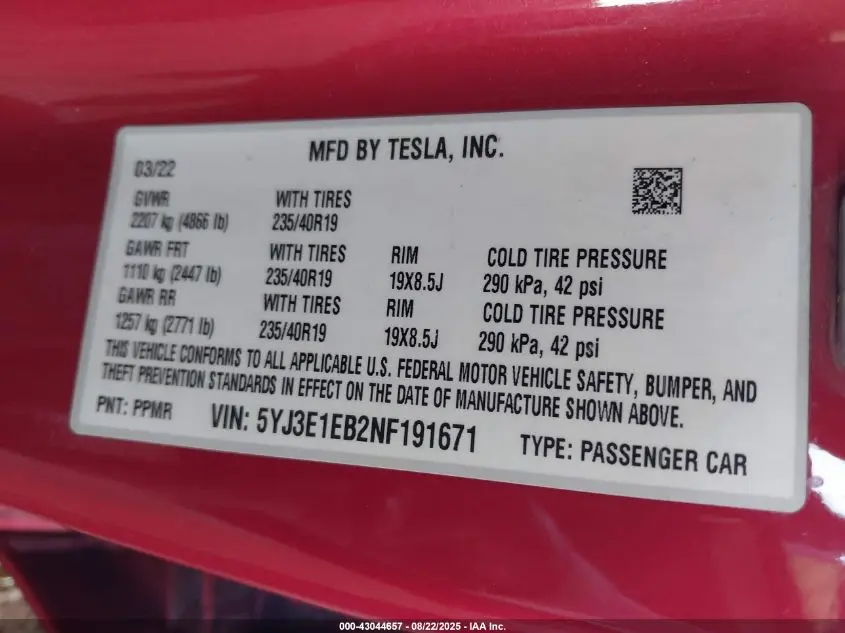 MFD BY TESLA, INC.
03/22
GVWR WITH TIRES
2207 kg (4866 lb) 235/40R19
GAWR FRT WITH TIRES RIM COLD TIRE PRESSURE
1110 kg (2447 lb) 235/40R19 19X8.5J 290 kPa, 42 psi
GAWR RR WITH TIRES RIM COLD TIRE PRESSURE
1257 kg (2771 lb) 235/40R19 19X8.5J 290 kPa, 42 psi
THIS VEHICLE CONFORMS TO ALL APPLICABLE U.S. FEDERAL MOTOR VEHICLE SAFETY, BUMPER, AND
THEFT PREVENTION STANDARDS IN EFFECT ON THE DATE OF MANUFACTURE SHOWN ABOVE.
PNT: PPMR VIN: 5YJ3E1EB2NF191671 TYPE: PASSENGER CAR
000-43044657 - 08/22/2025 - IAA Inc.